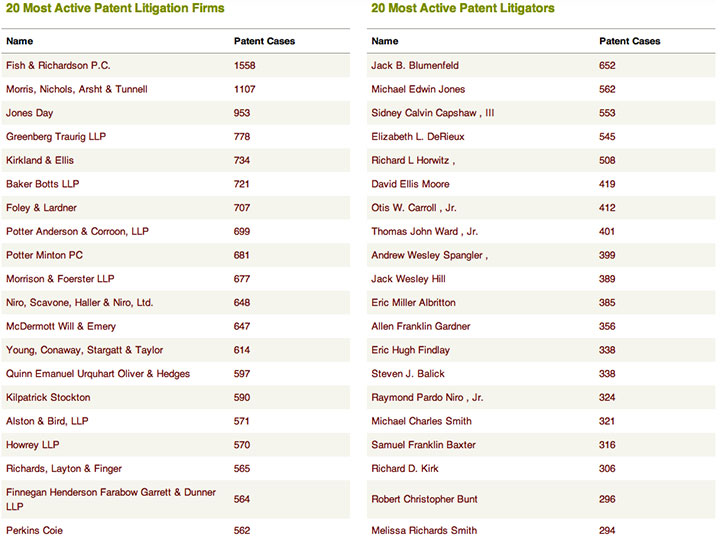 20 Most Active Patent Litigation Firms
Name Patent Cases
Fish & Richardson P.C. 1558
Morris, Nichols, Arsht & Tunnell 1107
Jones Day 953
Greenberg Traurig LLP 778
Kirkland & Ellis 734
Baker Botts LLP 721
Foley & Lardner 707
Potter Anderson & Corroon, LLP 699
Potter Minton PC 681
Morrison & Foerster LLP 677
Niro, Scavone, Haller & Niro, Ltd. 648
McDermott Will & Emery 647
Young, Conaway, Stargatt & Taylor 614
Quinn Emanuel Urquhart Oliver & Hedges 597
Kilpatrick Stockton 590
Alston & Bird, LLP 571
Howrey LLP 570
Richards, Layton & Finger 565
Finnegan Henderson Farabow Garrett & Dunner
LLP 564
Perkins Coie 562
20 Most Active Patent Litigators
Name Patent Cases
Jack B. Blumenfeld 652
Michael Edwin Jones 562
Sidney Calvin Capshaw , III 553
Elizabeth L. DeRieux 545
Richard L Horwitz , 508
David Ellis Moore 419
Otis W. Carroll , Jr. 412
Thomas John Ward , Jr. 401
Andrew Wesley Spangler , 399
Jack Wesley Hill 389
Eric Miller Albritton 385
Allen Franklin Gardner 356
Eric Hugh Findlay 338
Steven J. Balick 338
Raymond Pardo Niro , Jr. 324
Michael Charles Smith 321
Samuel Franklin Baxter 316
Richard D. Kirk 306
Robert Christopher Bunt 296
Melissa Richards Smith 294